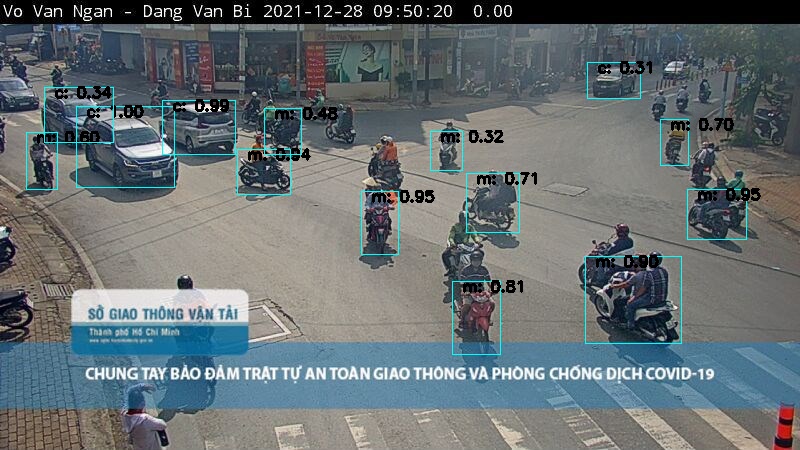 Vo Van Ngan - Dang Van Bi 2021-12-28 09:50:20 0.00
c: 0.31
c: 0.34
c: 1.00
c: 0.99
m: 0.48
m: 0.60
m: 0.32
m: 0.70
m: 0.71
m: 0.95
m: 0.95
m: 0.90
m: 0.81
SỞ GIAO THÔNG VẬN TẢI
Thành phố Hồ Chí Minh
CHUNG TAY BẢO ĐẢM TRẬT TỰ AN TOÀN GIAO THÔNG VÀ PHÒNG CHỐNG DỊCH COVID-19